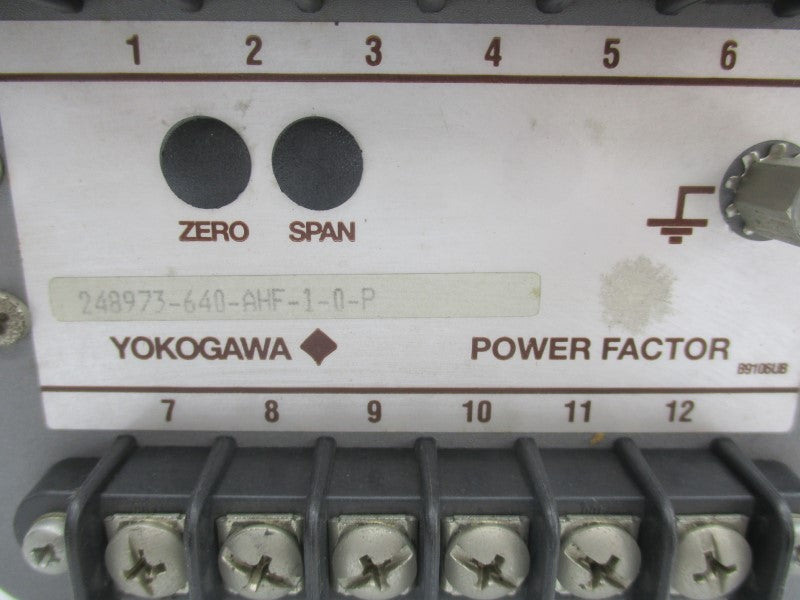 1 2 3 4 5 6
ZERO SPAN
248973-640-AHF-1-0-P
YOKOGAWA POWER FACTOR
B9106UB
7 8 9 10 11 12